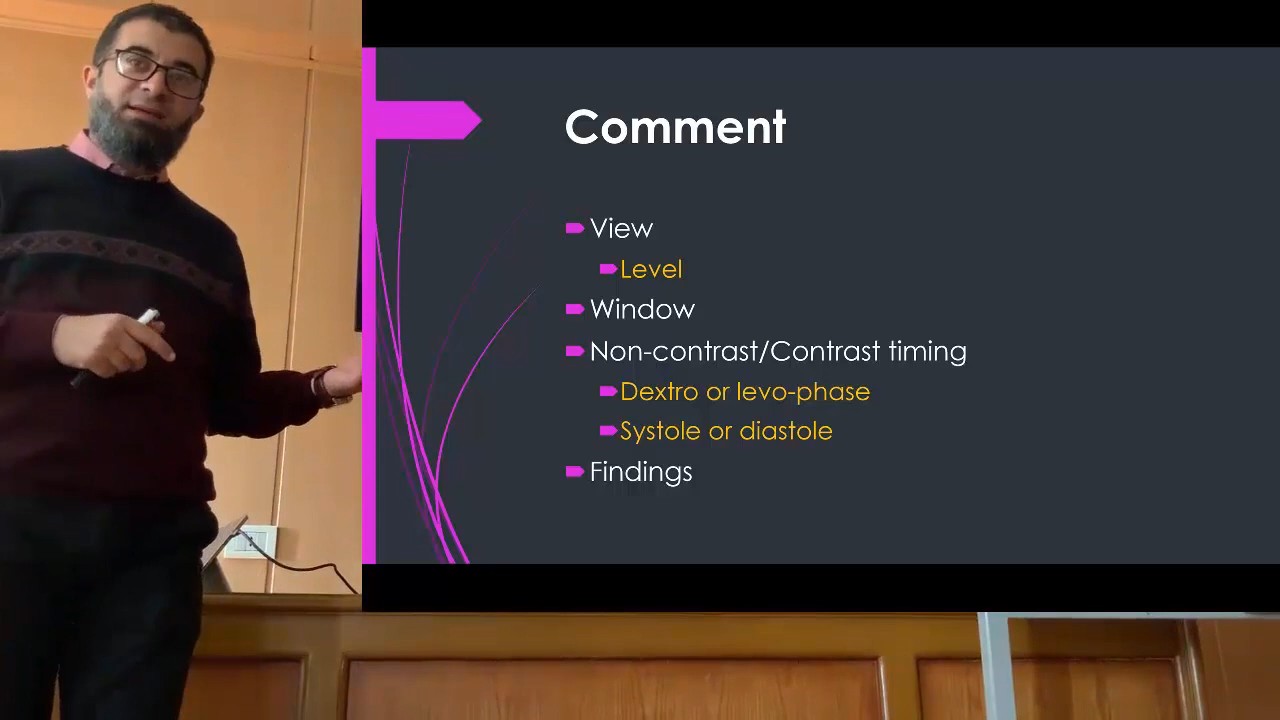 Comment
View
Level
Window
Non-contrast/Contrast timing
Dextro or levo-phase
Systole or diastole
Findings